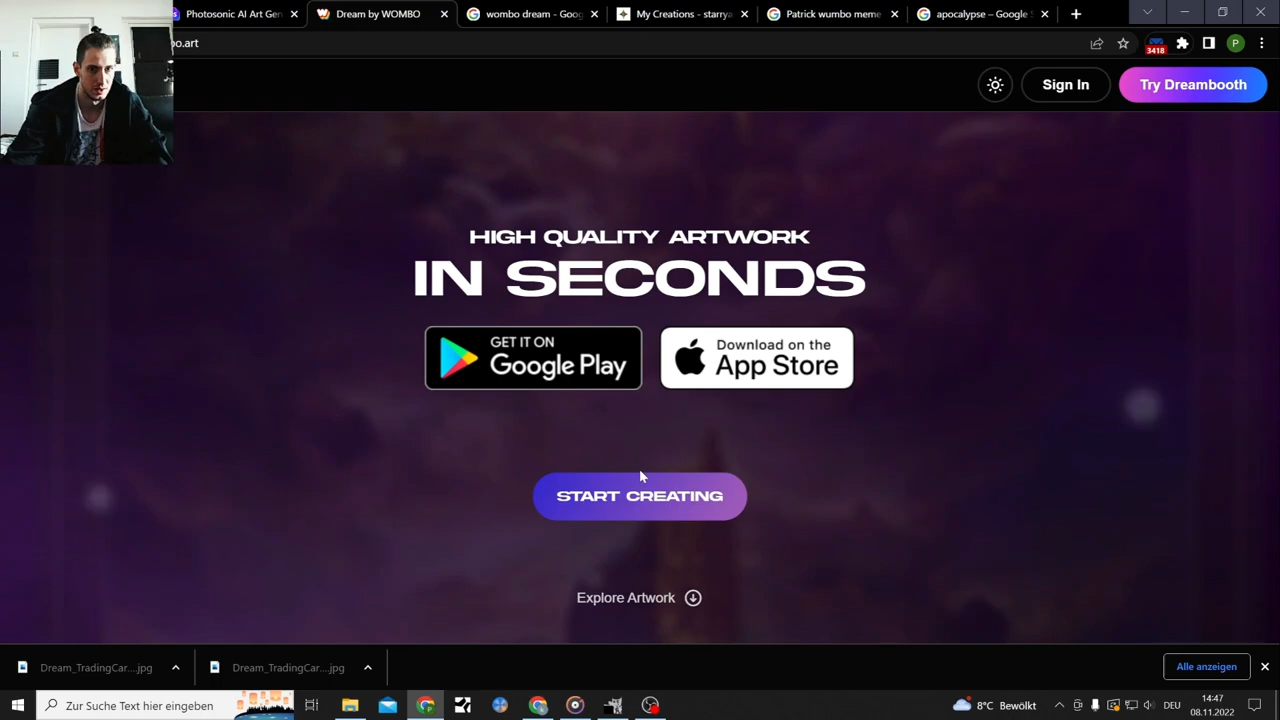 Photosonic AI Art Gen
Dream by WOMBO
wombo dream - Goog
My Creations - starrya
Patrick wumbo meme
apocalypse – Google S
bo.art
3418
P
Sign In
Try Dreambooth
HIGH QUALITY ARTWORK
IN SECONDS
GET IT ON
Google Play
Download on the
App Store
START CREATING
Explore Artwork
Dream_TradingCar....jpg
Dream_TradingCar....jpg
Alle anzeigen
Zur Suche Text hier eingeben
8°C Bewölkt
DEU
14:47
08.11.2022